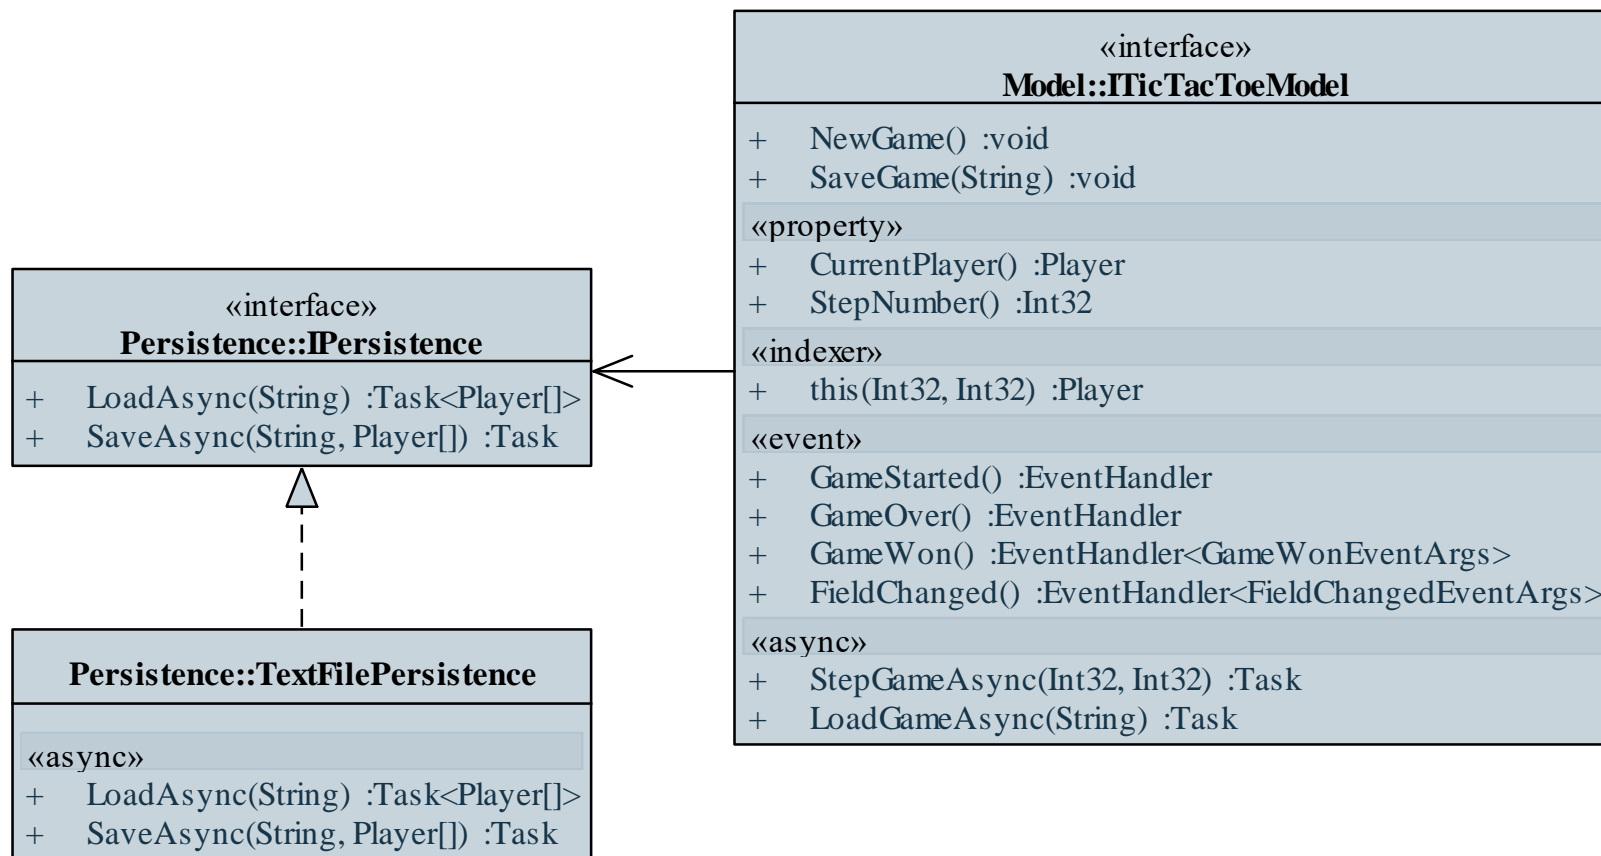 «interface»
Model::ITicTacToeModel
+ NewGame() :void
+ SaveGame(String) :void
«property»
+ CurrentPlayer() :Player
+ StepNumber() :Int32
«indexer»
+ this(Int32, Int32) :Player
«event»
+ GameStarted() :EventHandler
+ GameOver() :EventHandler
+ GameWon() :EventHandler<GameWonEventArgs>
+ FieldChanged() :EventHandler<FieldChangedEventArgs>
«async»
+ StepGameAsync(Int32, Int32) :Task
+ LoadGameAsync(String) :Task
«interface»
Persistence::IPersistence
+ LoadAsync(String) :Task<Player[]>
+ SaveAsync(String, Player[]) :Task
Persistence::TextFilePersistence
«async»
+ LoadAsync(String) :Task<Player[]>
+ SaveAsync(String, Player[]) :Task